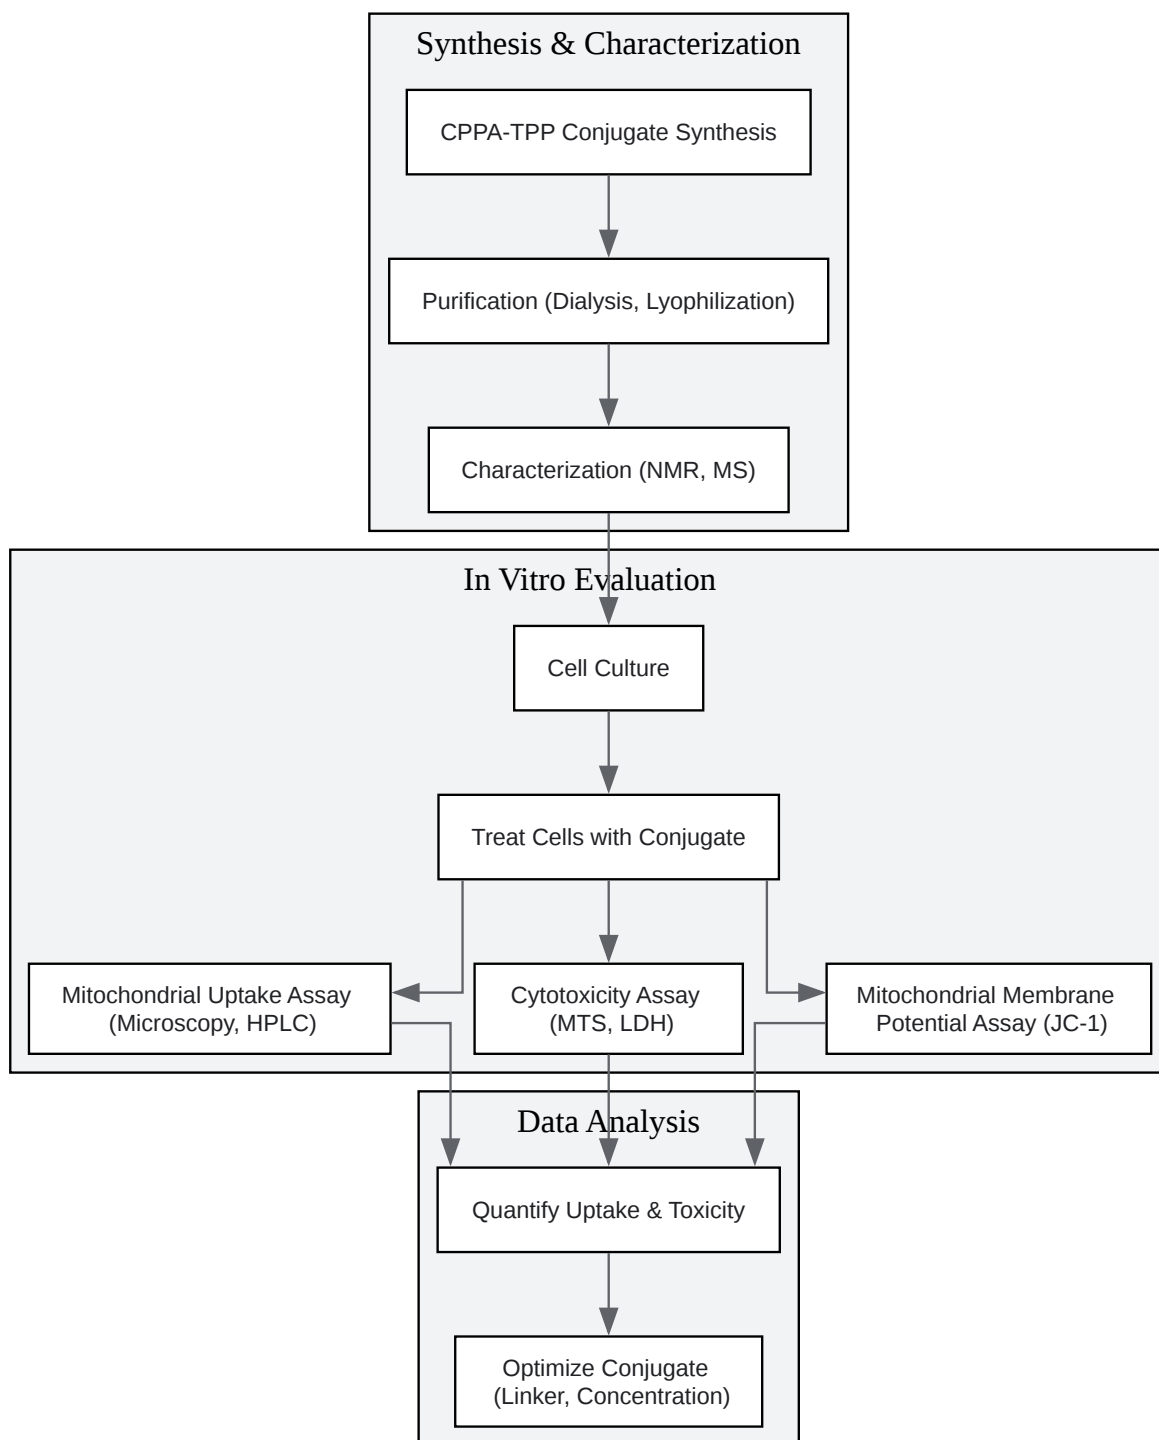 Synthesis & Characterization
CPPA-TPP Conjugate Synthesis
Purification (Dialysis, Lyophilization)
Characterization (NMR, MS)
In Vitro Evaluation
Cell Culture
Treat Cells with Conjugate
Mitochondrial Uptake Assay
(Microscopy, HPLC)
Cytotoxicity Assay
(MTS, LDH)
Mitochondrial Membrane
Potential Assay (JC-1)
Data Analysis
Quantify Uptake & Toxicity
Optimize Conjugate
(Linker, Concentration)